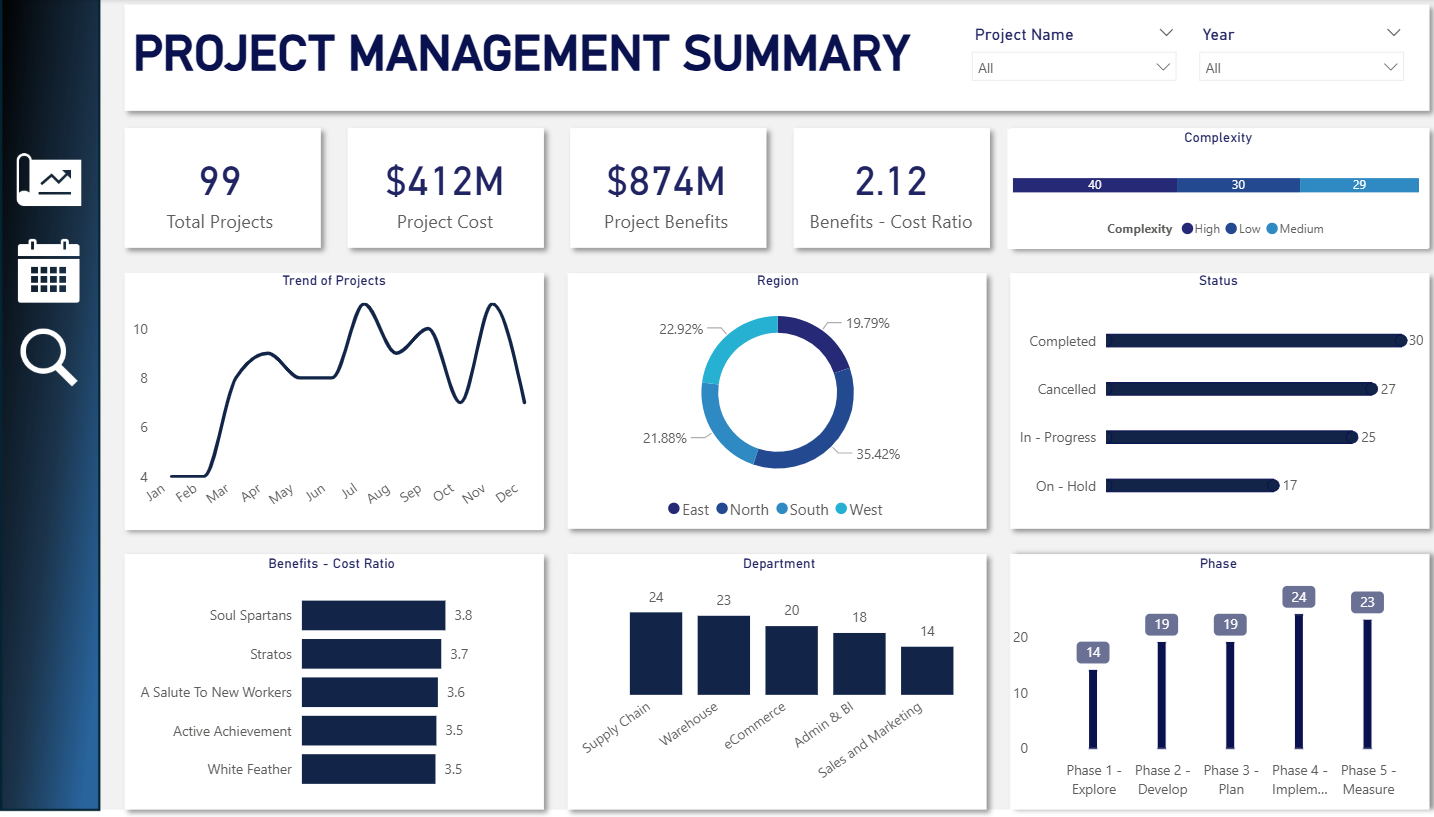 PROJECT MANAGEMENT SUMMARY
Project Name
All
Year
All
99
Total Projects
$412M
Project Cost
$874M
Project Benefits
2.12
Benefits - Cost Ratio
Complexity
40
30
29
Complexity High Low Medium
Trend of Projects
10
8
6
4
Jan Feb Mar Apr May Jun Jul Aug Sep Oct Nov Dec
Region
22.92%
19.79%
21.88%
35.42%
East North South West
Status
Completed 30
Cancelled 27
In - Progress 25
On - Hold 17
Benefits - Cost Ratio
Soul Spartans 3.8
Stratos 3.7
A Salute To New Workers 3.6
Active Achievement 3.5
White Feather 3.5
Department
24 23 20 18 14
Supply Chain Warehouse eCommerce Admin & BI Sales and Marketing
Phase
20
10
0
14 19 19 24 23
Phase 1 - Phase 2 - Phase 3 - Phase 4 - Phase 5 -
Explore Develop Plan Implem... Measure